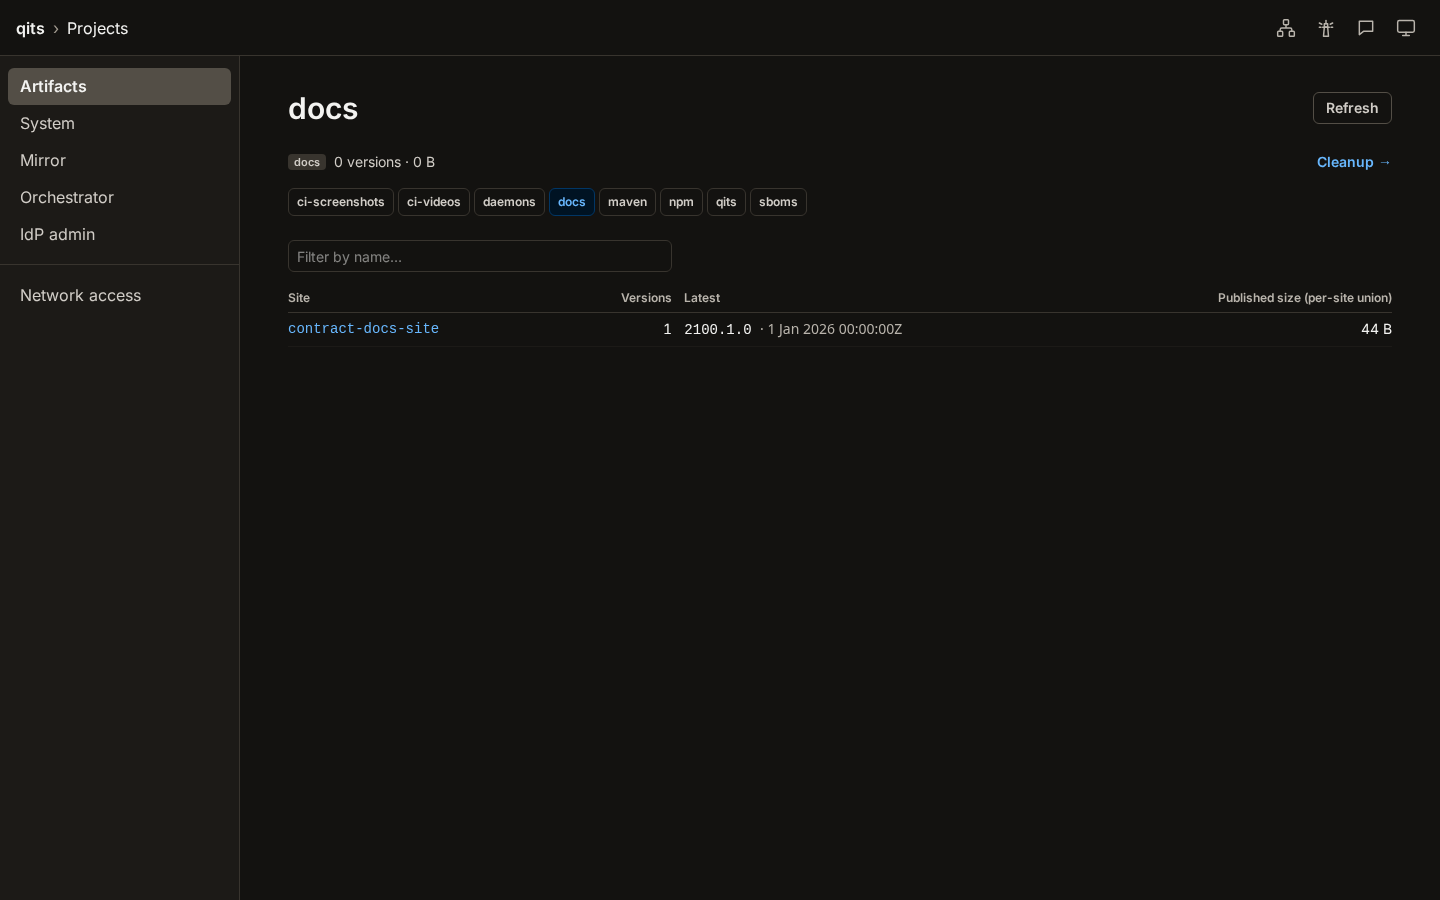 qits › Projects
Artifacts
System
Mirror
Orchestrator
IdP admin
Network access
docs
Refresh
docs 0 versions · 0 B
Cleanup →
ci-screenshots ci-videos daemons docs maven npm qits sboms
Filter by name...
Site Versions Latest Published size (per-site union)
contract-docs-site 1 2100.1.0 · 1 Jan 2026 00:00:00Z 44 B